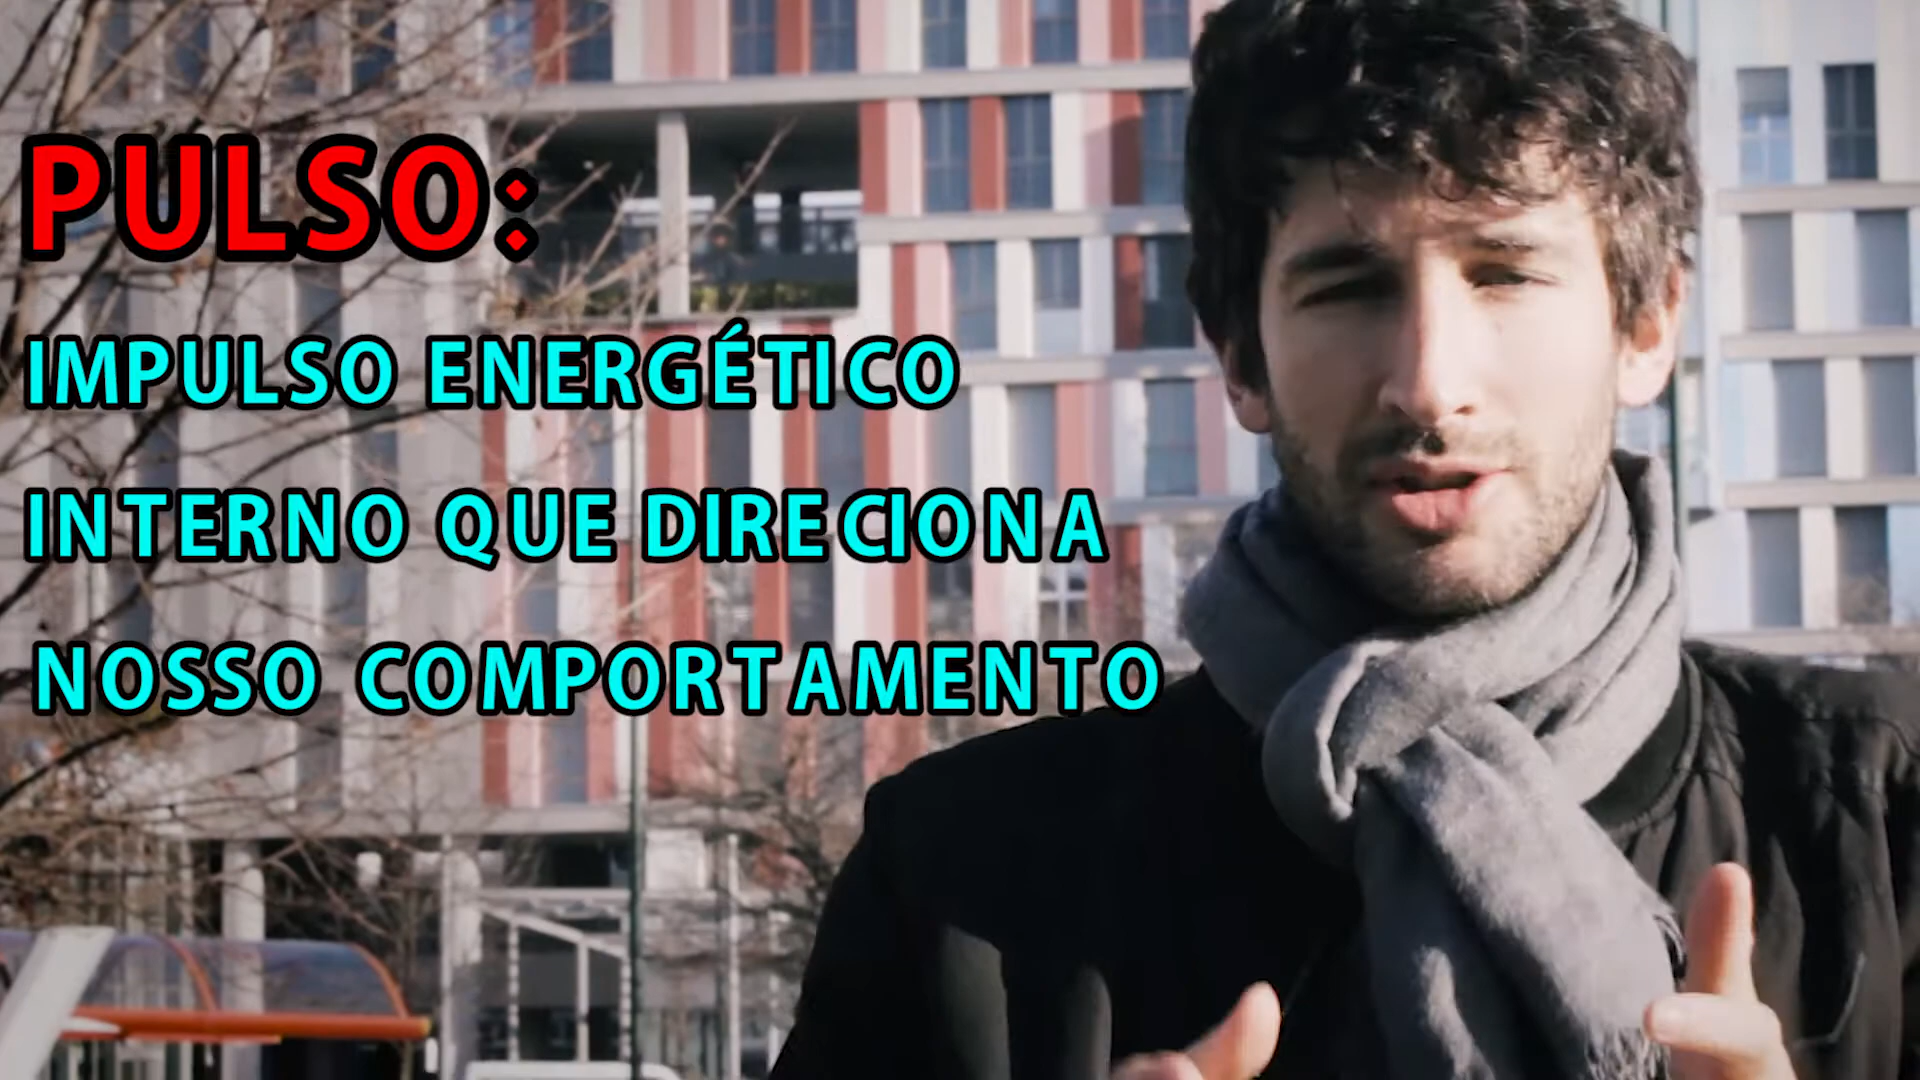 PULSO:
IMPULSO ENERGÉTICO
INTERNO QUE DIRECIONA
NOSSO COMPORTAMENTO